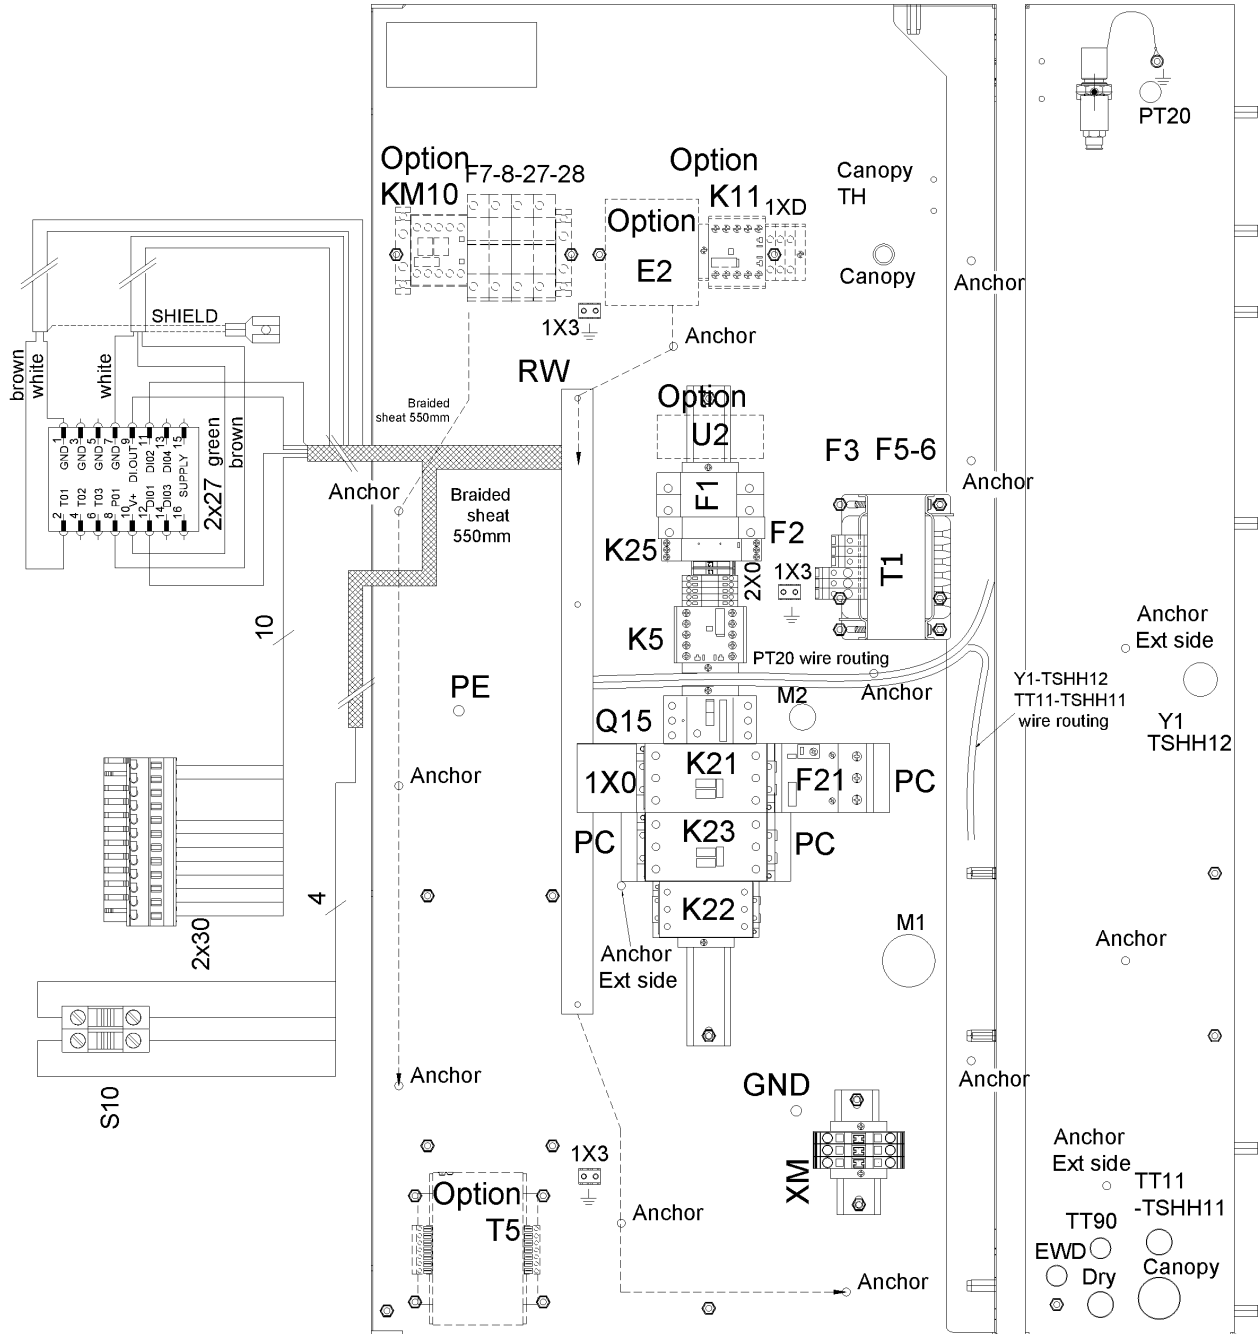 PT20
Option
KM10
F7-8-27-28
Option
K11
1XD
Option
E2
Canopy
TH
Canopy
Anchor
SHIELD
1X3
Anchor
RW
brown
white
white
Braided
sheat 550mm
Option
U2
F3
F5-6
1 3 5 7 9 11 13 15
GND GND GND GND DI.OUT DI02 DI04 SUPPLY
T01 T02 T03 P01 V+ DI01 DI03
2 4 6 8 10 12 14 16
2x27
green
brown
Anchor
Anchor
Braided
sheat
550mm
F1
F2
K25
2X0
1X3
T1
10
K5
PT20 wire routing
Anchor
Ext side
PE
Anchor
M2
Y1-TSHH12
TT11-TSHH11
wire routing
Q15
Y1
TSHH12
Anchor
1X0
K21
F21
PC
PC
K23
PC
4
K22
2x30
M1
Anchor
Anchor
Ext side
Anchor
GND
Anchor
S10
Anchor
Ext side
1X3
XM
TT11
-TSHH11
Option
T5
Anchor
TT90
EWD
Dry
Canopy
Anchor